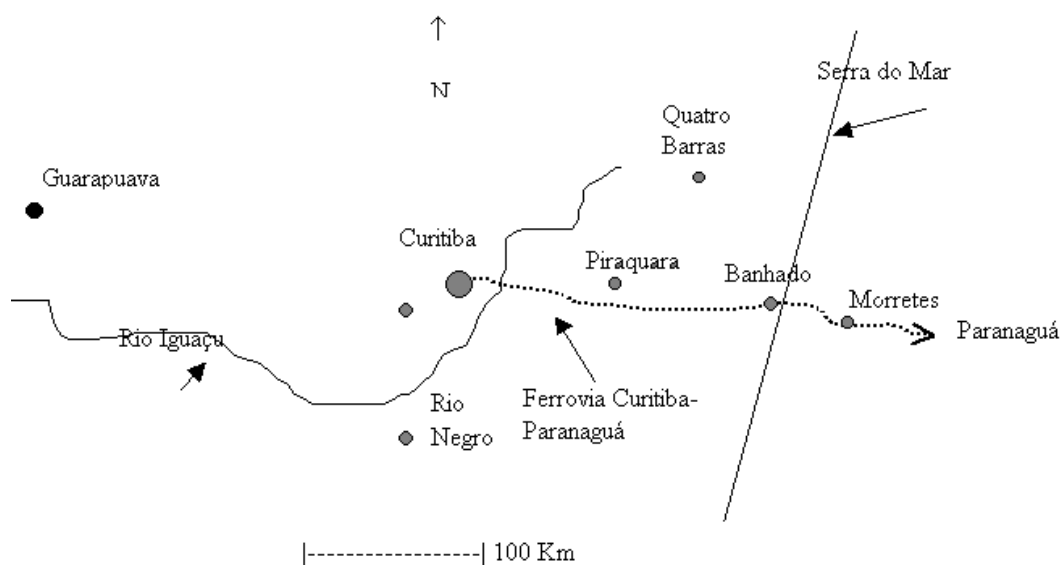 N
Serra do Mar
Quatro
Barras
Guarapuava
Curitiba
Piraquara
Banhado
Morretes
Paranaguá
Rio Iguaçu
Rio
Negro
Ferrovia Curitiba-
Paranaguá
|---------------------| 100 Km